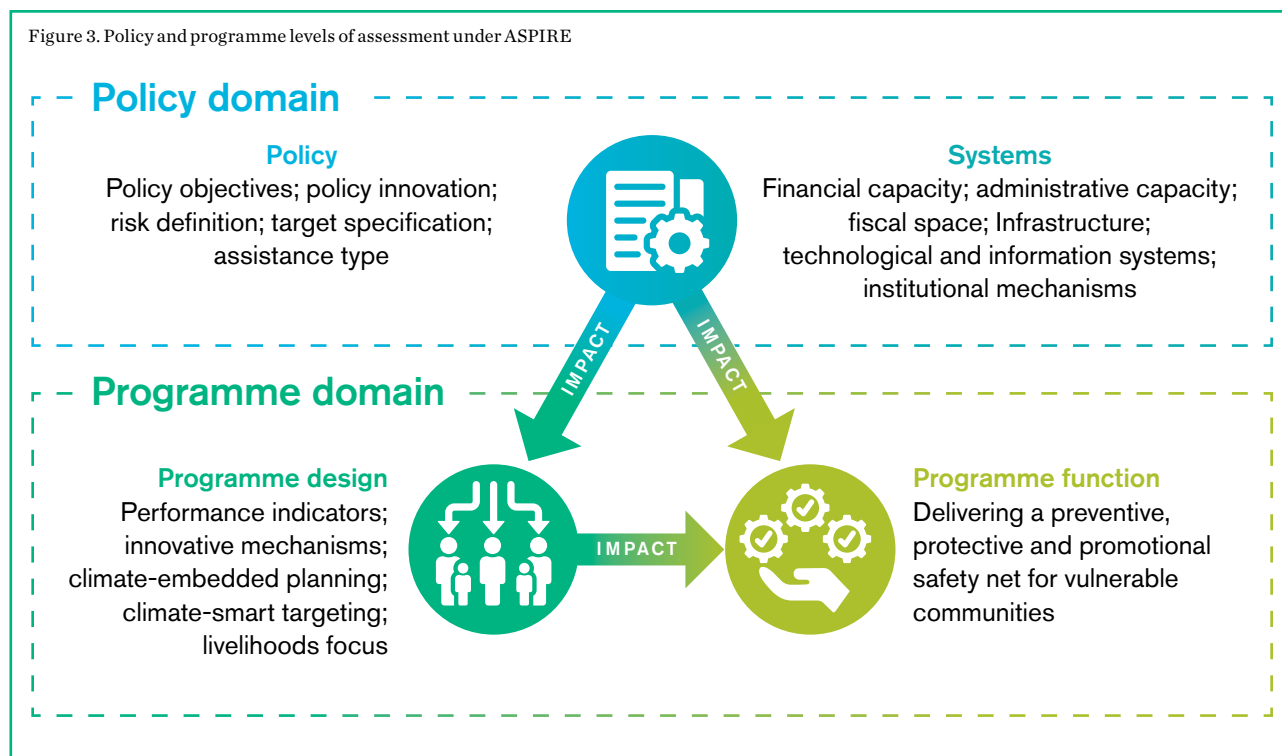 Figure 3. Policy and programme levels of assessment under ASPIRE
Policy domain
Policy
Policy objectives; policy innovation;
risk definition; target specification;
assistance type
Systems
Financial capacity; administrative capacity;
fiscal space; Infrastructure;
technological and information systems;
institutional mechanisms
IMPACT
IMPACT
Programme domain
Programme design
Performance indicators;
innovative mechanisms;
climate-embedded planning;
climate-smart targeting;
livelihoods focus
IMPACT
Programme function
Delivering a preventive,
protective and promotional
safety net for vulnerable
communities